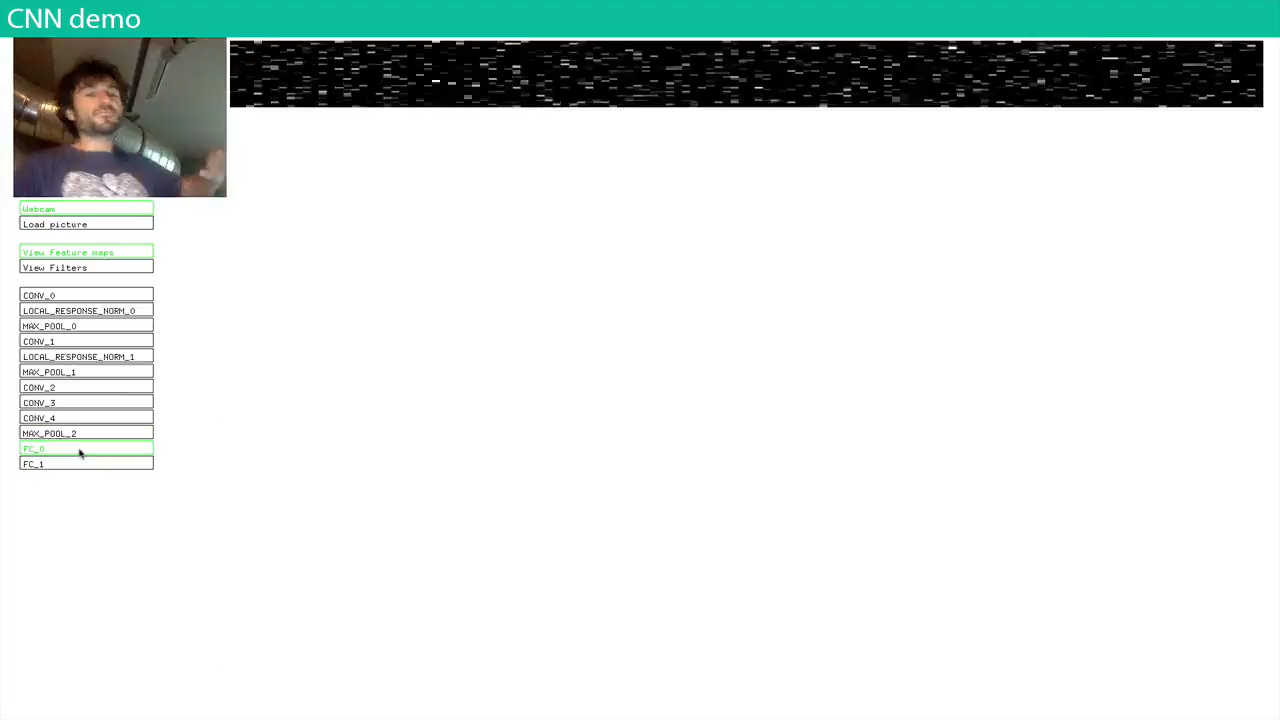 CNN demo
Webcam
Load picture
View Feature maps
View Filters
CONV_0
LOCAL_RESPONSE_NORM_0
MAX_POOL_0
CONV_1
LOCAL_RESPONSE_NORM_1
MAX_POOL_1
CONV_2
CONV_3
CONV_4
MAX_POOL_2
FC_0
FC_1